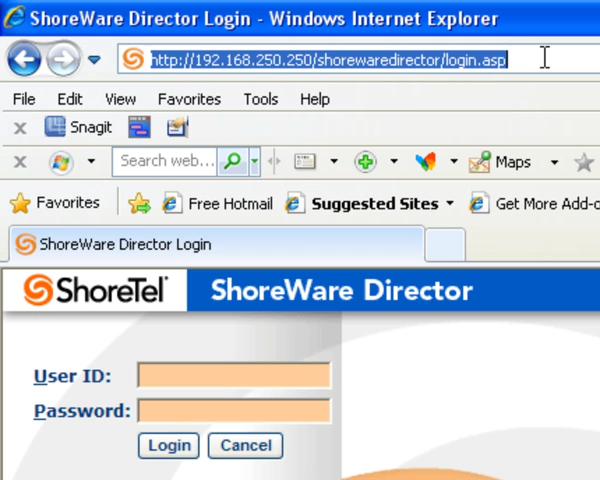 ShoreWare Director Login - Windows Internet Explorer
http://192.168.250.250/shorewaredirector/login.asp
File Edit View Favorites Tools Help
x Snagit
x Search web... Maps
Favorites Free Hotmail Suggested Sites Get More Add-o
ShoreWare Director Login
ShoreTel ShoreWare Director
User ID:
Password:
Login Cancel